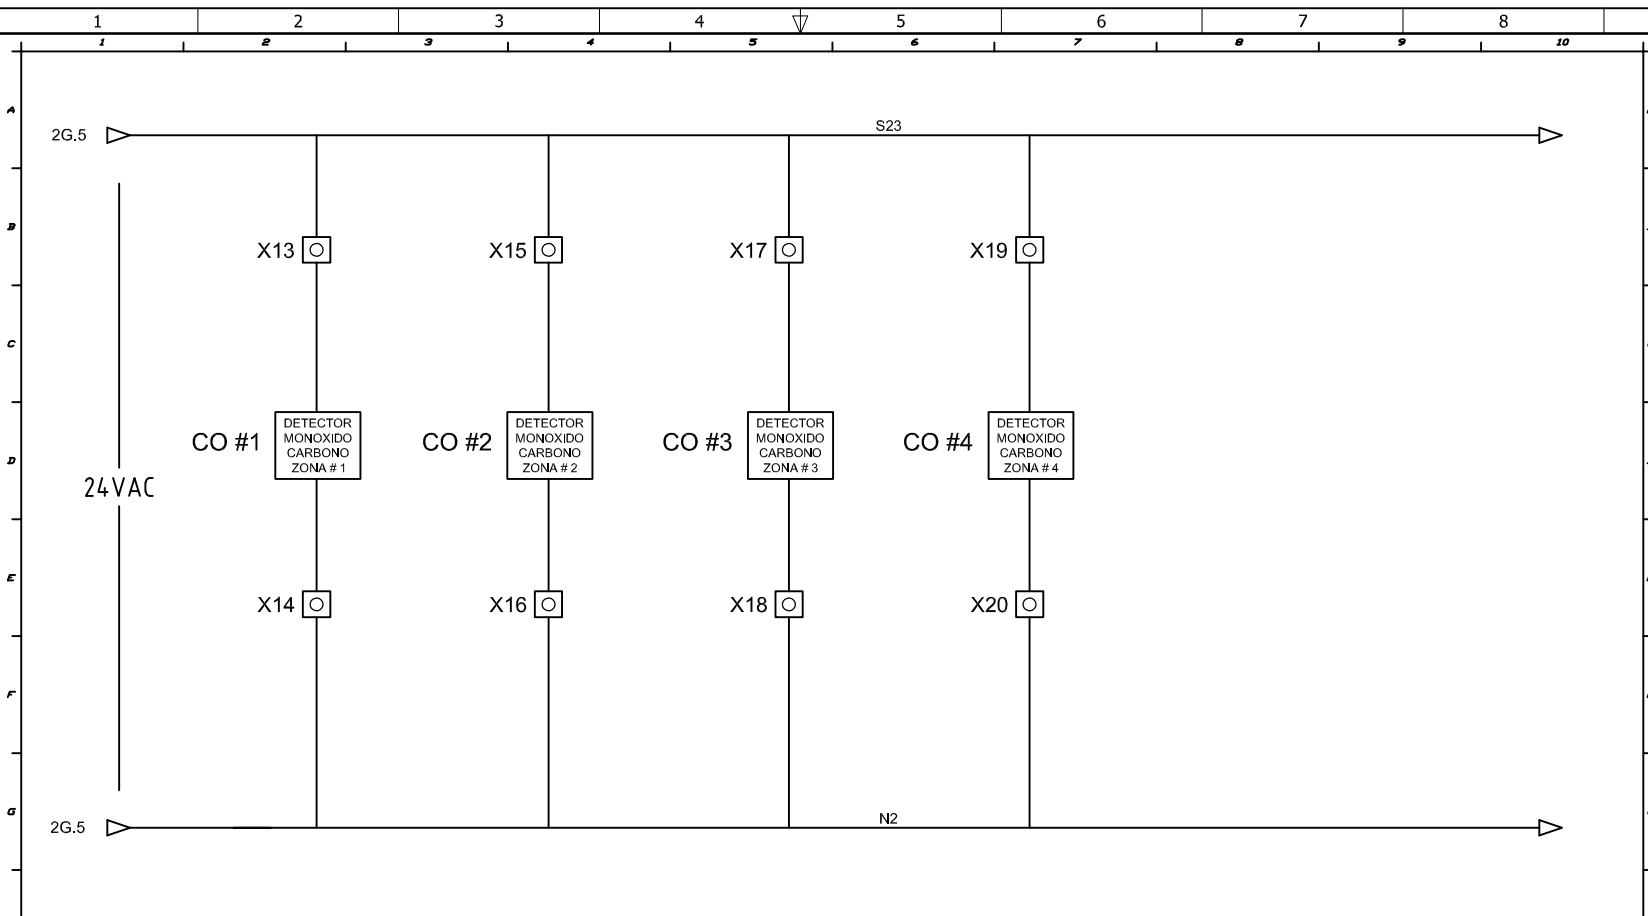 1 2 3 4 5 6 7 8
1 2 3 4 5 6 7 8 9 10
A
2G.5
S23
B
X13 X15 X17 X19
C
CO #1
DETECTOR
MONOXIDO
CARBONO
ZONA # 1
CO #2
DETECTOR
MONOXIDO
CARBONO
ZONA # 2
CO #3
DETECTOR
MONOXIDO
CARBONO
ZONA # 3
CO #4
DETECTOR
MONOXIDO
CARBONO
ZONA # 4
D
24VAC
E
X14 X16 X18 X20
F
G
2G.5
N2